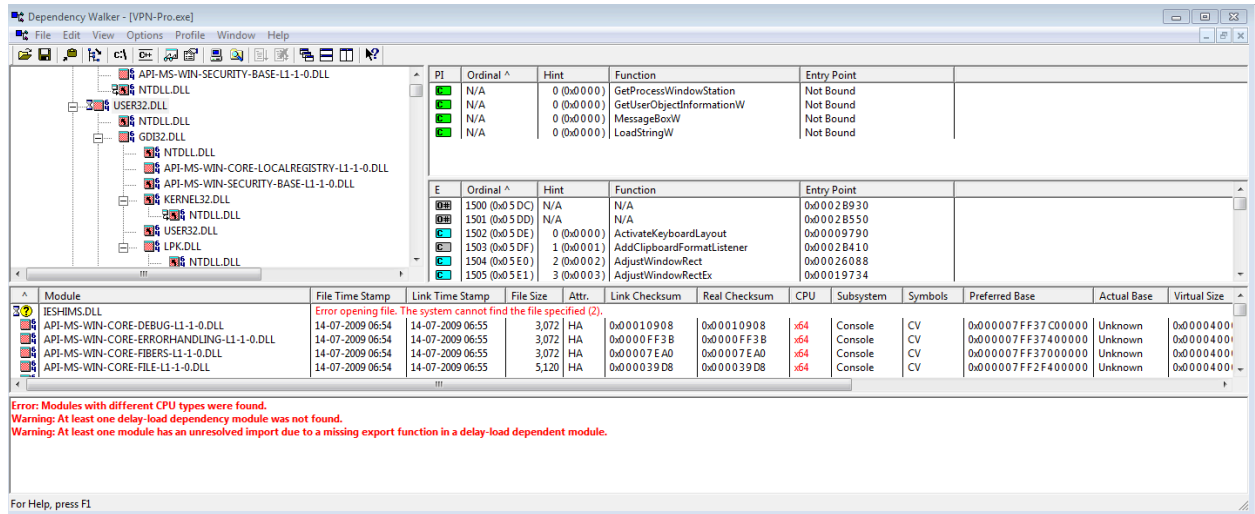 Dependency Walker - [VPN-Pro.exe]
File Edit View Options Profile Window Help
API-MS-WIN-SECURITY-BASE-L1-1-0.DLL
NTDLL.DLL
USER32.DLL
NTDLL.DLL
GDI32.DLL
NTDLL.DLL
API-MS-WIN-CORE-LOCALREGISTRY-L1-1-0.DLL
API-MS-WIN-SECURITY-BASE-L1-1-0.DLL
KERNEL32.DLL
NTDLL.DLL
USER32.DLL
LPK.DLL
NTDLL.DLL
PI Ordinal ^ Hint Function Entry Point
C N/A 0 (0x0000) GetProcessWindowStation Not Bound
C N/A 0 (0x0000) GetUserObjectInformationW Not Bound
C N/A 0 (0x0000) MessageBoxW Not Bound
C N/A 0 (0x0000) LoadStringW Not Bound
E Ordinal ^ Hint Function Entry Point
O# 1500 (0x05DC) N/A N/A 0x0002B930
O# 1501 (0x05DD) N/A N/A 0x0002B550
C 1502 (0x05DE) 0 (0x0000) ActivateKeyboardLayout 0x00009790
C 1503 (0x05DF) 1 (0x0001) AddClipboardFormatListener 0x0002B410
C 1504 (0x05E0) 2 (0x0002) AdjustWindowRect 0x00026088
C 1505 (0x05E1) 3 (0x0003) AdjustWindowRectEx 0x00019734
^ Module File Time Stamp Link Time Stamp File Size Attr. Link Checksum Real Checksum CPU Subsystem Symbols Preferred Base Actual Base Virtual Size
IESHIMS.DLL Error opening file. The system cannot find the file specified (2).
API-MS-WIN-CORE-DEBUG-L1-1-0.DLL 14-07-2009 06:54 14-07-2009 06:55 3,072 HA 0x00010908 0x00010908 x64 Console CV 0x000007FF37C00000 Unknown 0x0000400
API-MS-WIN-CORE-ERRORHANDLING-L1-1-0.DLL 14-07-2009 06:54 14-07-2009 06:55 3,072 HA 0x0000FF3B 0x0000FF3B x64 Console CV 0x000007FF37400000 Unknown 0x0000400
API-MS-WIN-CORE-FIBERS-L1-1-0.DLL 14-07-2009 06:54 14-07-2009 06:55 3,072 HA 0x00007EA0 0x00007EA0 x64 Console CV 0x000007FF37000000 Unknown 0x0000400
API-MS-WIN-CORE-FILE-L1-1-0.DLL 14-07-2009 06:54 14-07-2009 06:55 5,120 HA 0x000039D8 0x000039D8 x64 Console CV 0x000007FF2F400000 Unknown 0x0000400
Error: Modules with different CPU types were found.
Warning: At least one delay-load dependency module was not found.
Warning: At least one module has an unresolved import due to a missing export function in a delay-load dependent module.
For Help, press F1